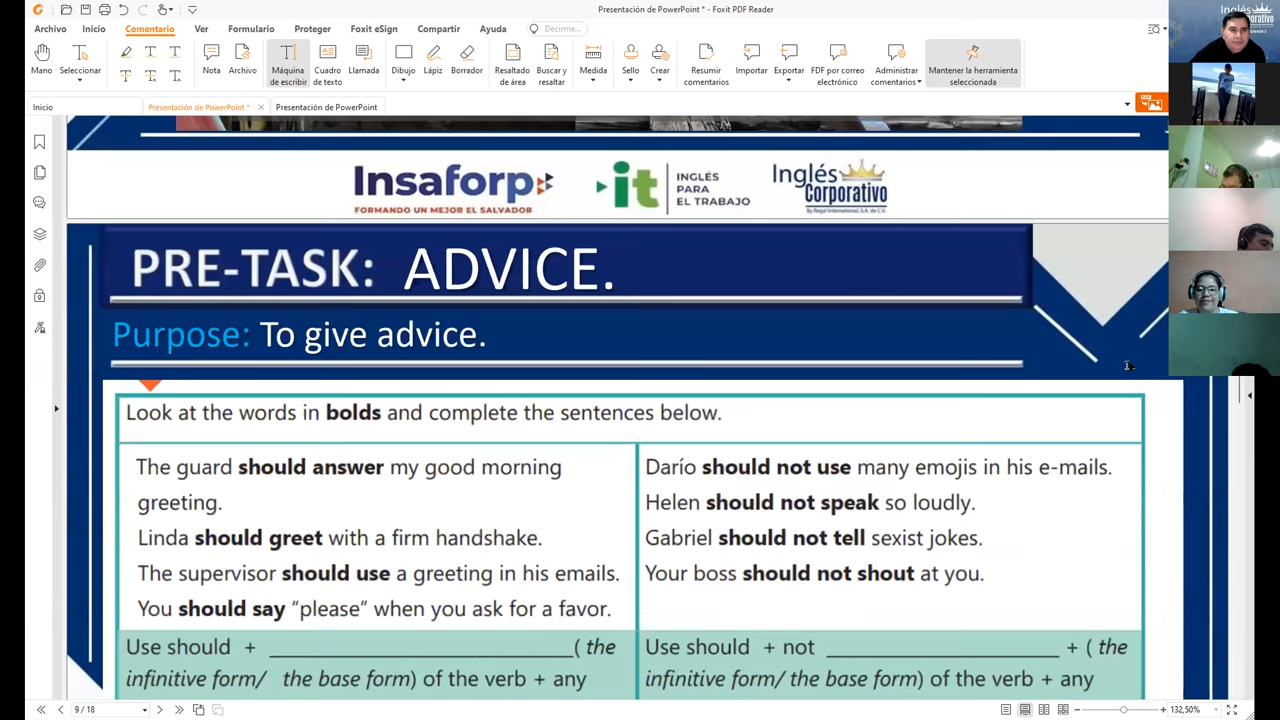 Presentación de PowerPoint * - Foxit PDF Reader
Archivo Inicio Comentario Ver Formulario Proteger Foxit eSign Compartir Ayuda Decirme...
Mano Seleccionar Nota Archivo Máquina de escribir Cuadro de texto Llamada Dibujo Lápiz Borrador Resaltado de área Buscar y resaltar Medida Sello Crear Resumir comentarios Importar Exportar PDF por correo electrónico Administrar comentarios Mantener la herramienta seleccionada
Inicio Presentación de PowerPoint * Presentación de PowerPoint
Insaforp
FORMANDO UN MEJOR EL SALVADOR
it
INGLÉS
PARA
EL TRABAJO
Inglés
Corporativo
By Regal International, S.A. de C.V.
PRE-TASK: ADVICE.
Purpose: To give advice.
Look at the words in bolds and complete the sentences below.
The guard should answer my good morning
greeting.
Linda should greet with a firm handshake.
The supervisor should use a greeting in his emails.
You should say “please” when you ask for a favor.
Use should + ____________________________( the
infinitive form/ the base form) of the verb + any
Darío should not use many emojis in his e-mails.
Helen should not speak so loudly.
Gabriel should not tell sexist jokes.
Your boss should not shout at you.
Use should + not _____________________ + ( the
infinitive form/ the base form) of the verb + any
9 / 18
132,50%
Inglés